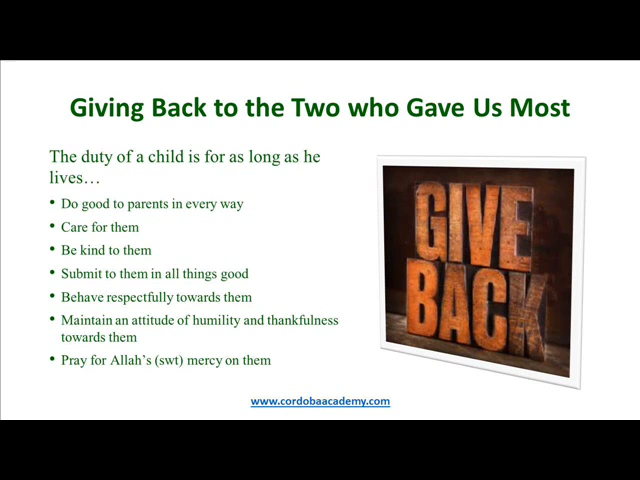 Giving Back to the Two who Gave Us Most
The duty of a child is for as long as he
lives…
• Do good to parents in every way
• Care for them
• Be kind to them
• Submit to them in all things good
• Behave respectfully towards them
• Maintain an attitude of humility and thankfulness
towards them
• Pray for Allah’s (swt) mercy on them
GIVE
BACK
www.cordobaacademy.com